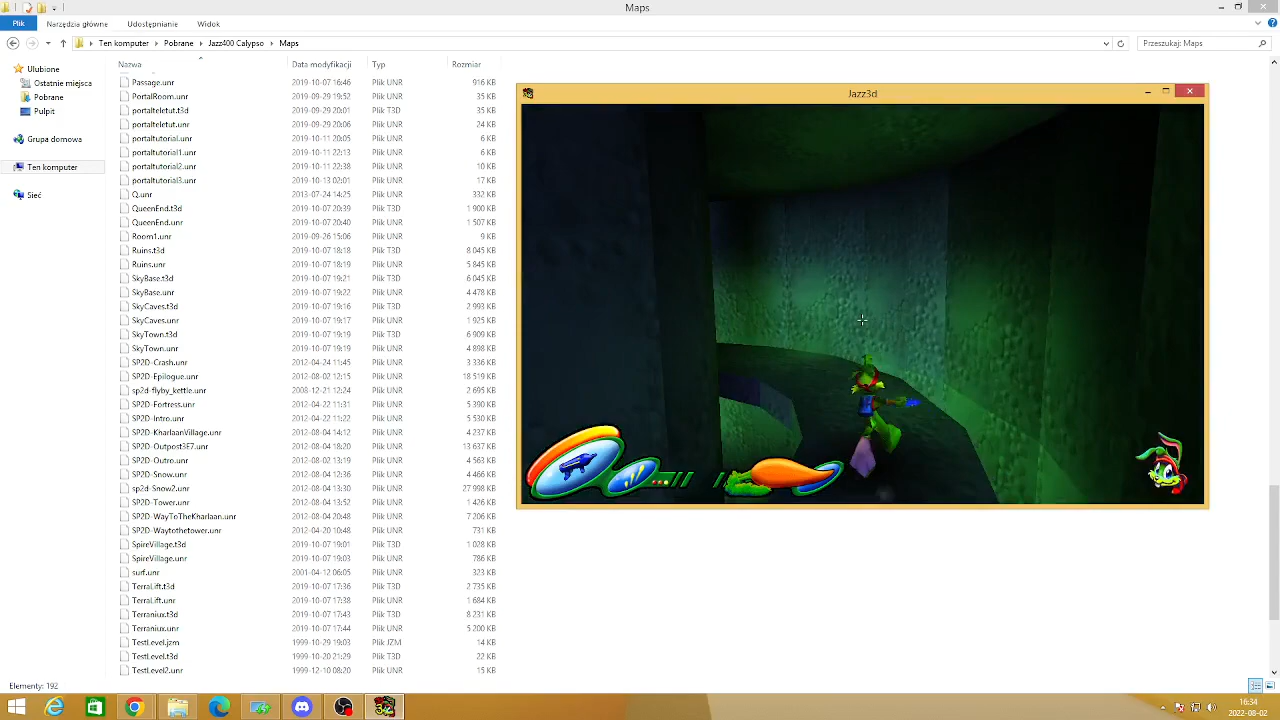 Maps
Plik Narzędzia główne Udostępnianie Widok
Ten komputer Pobrane Jazz400 Calypso Maps Przeszukaj: Maps
Ulubione
Ostatnie miejsca
Pobrane
Pulpit
Grupa domowa
Ten komputer
Sieć
Nazwa Data modyfikacji Typ Rozmiar
Passage.unr 2019-10-07 16:46 Plik UNR 916 KB
PortalRoom.unr 2019-09-29 19:52 Plik UNR 35 KB
portalteletut.t3d 2019-09-29 20:01 Plik T3D 35 KB
portalteletut.unr 2019-09-29 20:06 Plik UNR 24 KB
portaltutorial.unr 2019-10-11 20:05 Plik UNR 6 KB
portaltutorial1.unr 2019-10-11 22:13 Plik UNR 6 KB
portaltutorial2.unr 2019-10-11 22:38 Plik UNR 10 KB
portaltutorial3.unr 2019-10-13 02:01 Plik UNR 17 KB
Q.unr 2013-07-24 14:25 Plik UNR 332 KB
QueenEnd.t3d 2019-10-07 20:39 Plik T3D 1 900 KB
QueenEnd.unr 2019-10-07 20:40 Plik UNR 1 507 KB
Room1.unr 2019-09-26 15:06 Plik UNR 9 KB
Ruins.t3d 2019-10-07 18:18 Plik T3D 8 045 KB
Ruins.unr 2019-10-07 18:19 Plik UNR 5 845 KB
SkyBase.t3d 2019-10-07 19:21 Plik T3D 6 045 KB
SkyBase.unr 2019-10-07 19:22 Plik UNR 4 478 KB
SkyCaves.t3d 2019-10-07 19:16 Plik T3D 2 993 KB
SkyCaves.unr 2019-10-07 19:17 Plik UNR 1 925 KB
SkyTown.t3d 2019-10-07 19:19 Plik T3D 6 909 KB
SkyTown.unr 2019-10-07 19:19 Plik UNR 4 898 KB
SP2D-Crash.unr 2012-04-24 11:45 Plik UNR 3 336 KB
SP2D-Epilogue.unr 2012-08-02 12:15 Plik UNR 18 519 KB
sp2d-flyby_kettle.unr 2008-12-21 12:24 Plik UNR 2 695 KB
SP2D-Fortress.unr 2012-04-22 11:31 Plik UNR 5 390 KB
SP2D-Intro.unr 2012-04-22 11:22 Plik UNR 5 530 KB
SP2D-KharlaanVillage.unr 2012-08-04 14:12 Plik UNR 4 237 KB
SP2D-Outpost3E7.unr 2012-08-04 18:20 Plik UNR 13 637 KB
SP2D-Outro.unr 2012-08-04 13:19 Plik UNR 4 563 KB
SP2D-Snow.unr 2012-08-04 12:36 Plik UNR 4 466 KB
sp2d-Snow2.unr 2012-08-04 13:30 Plik UNR 27 998 KB
SP2D-Tower.unr 2012-08-04 13:52 Plik UNR 1 426 KB
SP2D-WayToTheKharlaan.unr 2012-08-04 20:48 Plik UNR 7 206 KB
SP2D-Waytothetower.unr 2012-04-20 10:48 Plik UNR 731 KB
SpireVillage.t3d 2019-10-07 19:01 Plik T3D 1 028 KB
SpireVillage.unr 2019-10-07 19:03 Plik UNR 786 KB
surf.unr 2001-04-12 06:05 Plik UNR 323 KB
TerraLift.t3d 2019-10-07 17:36 Plik T3D 2 735 KB
TerraLift.unr 2019-10-07 17:38 Plik UNR 1 684 KB
Terraniux.t3d 2019-10-07 17:43 Plik T3D 8 231 KB
Terraniux.unr 2019-10-07 17:44 Plik UNR 5 200 KB
TestLevel.jzm 1999-10-29 19:03 Plik JZM 14 KB
TestLevel.t3d 1999-10-20 21:29 Plik T3D 22 KB
TestLevel2.unr 1999-12-10 08:20 Plik UNR 15 KB
Jazz3d
Elementy: 192
16:34
2022-08-02